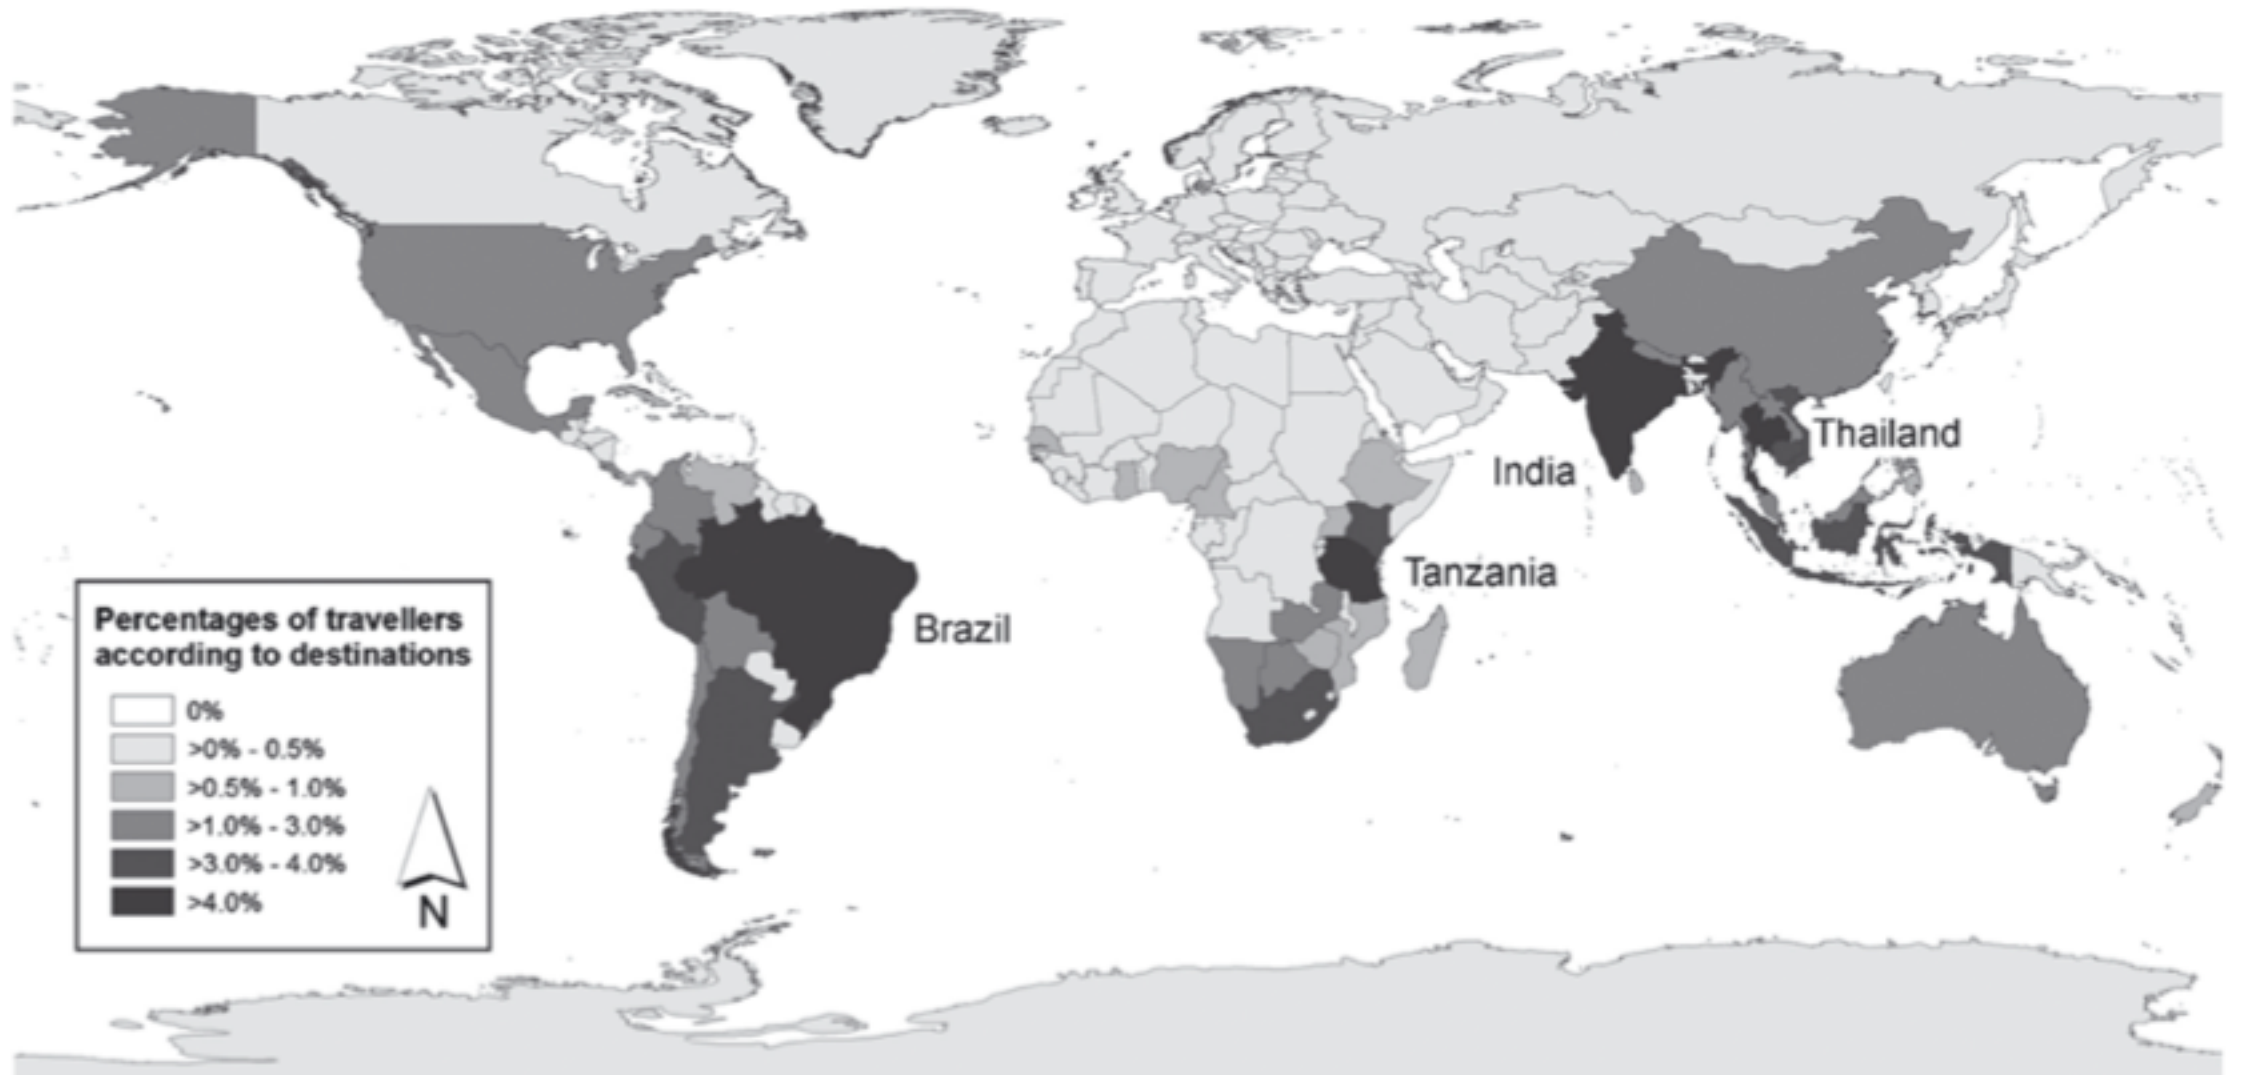 Thailand
India
Tanzania
Brazil
Percentages of travellers
according to destinations
0%
>0% - 0.5%
>0.5% - 1.0%
>1.0% - 3.0%
>3.0% - 4.0%
>4.0%
N